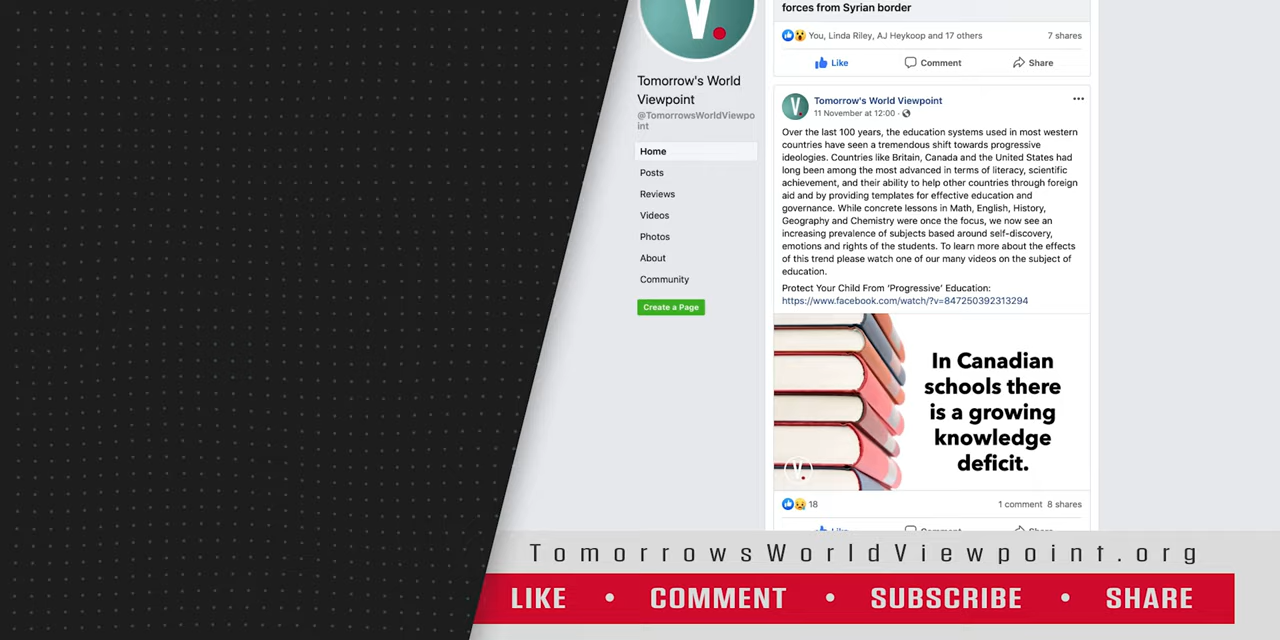 forces from Syrian border
You, Linda Riley, AJ Heykoop and 17 others 7 shares
Like Comment Share
V.
Tomorrow's World
Viewpoint
@TomorrowsWorldViewpo
int
Home
Posts
Reviews
Videos
Photos
About
Community
Create a Page
V.
Tomorrow's World Viewpoint
11 November at 12:00 ·
Over the last 100 years, the education systems used in most western
countries have seen a tremendous shift towards progressive
ideologies. Countries like Britain, Canada and the United States had
long been among the most advanced in terms of literacy, scientific
achievement, and their ability to help other countries through foreign
aid and by providing templates for effective education and
governance. While concrete lessons in Math, English, History,
Geography and Chemistry were once the focus, we now see an
increasing prevalence of subjects based around self-discovery,
emotions and rights of the students. To learn more about the effects
of this trend please watch one of our many videos on the subject of
education.
Protect Your Child From 'Progressive' Education:
https://www.facebook.com/watch/?v=847250392313294
In Canadian
schools there
is a growing
knowledge
deficit.
V.
18 1 comment 8 shares
Like Comment Share
TomorrowsWorldViewpoint.org
LIKE • COMMENT • SUBSCRIBE • SHARE